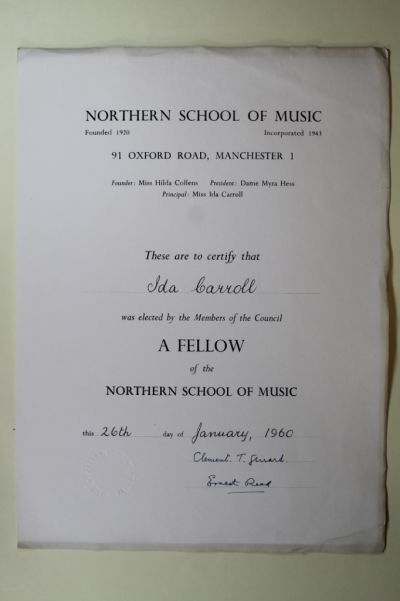 NORTHERN SCHOOL OF MUSIC
Founded 1920 Incorporated 1943
91 OXFORD ROAD, MANCHESTER 1
Founder: Miss Hilda Collens President: Dame Myra Hess
Principal: Miss Ida Carroll
These are to certify that
Ida Carroll
was elected by the Members of the Council
A FELLOW
of the
NORTHERN SCHOOL OF MUSIC
this 26th day of January, 1960
Clement. T.
Ernest Read